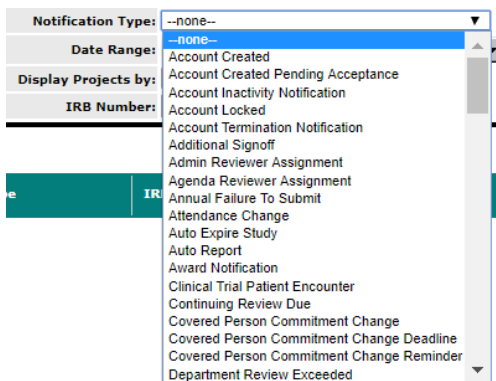 Notification Type: --none--
--none--
Date Range:
Account Created
Account Created Pending Acceptance
Display Projects by:
Account Inactivity Notification
IRB Number:
Account Locked
Account Termination Notification
Additional Signoff
Admin Reviewer Assignment
Agenda Reviewer Assignment
Annual Failure To Submit
Attendance Change
Auto Expire Study
Auto Report
Award Notification
Clinical Trial Patient Encounter
Continuing Review Due
Covered Person Commitment Change
Covered Person Commitment Change Deadline
Covered Person Commitment Change Reminder
Department Review Exceeded